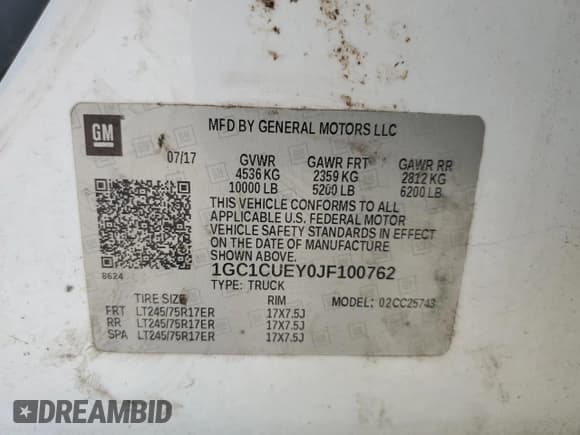 GM
MFD BY GENERAL MOTORS LLC
07/17 GVWR GAWR FRT GAWR RR
4536 KG 2359 KG 2812 KG
10000 LB 5200 LB 6200 LB
THIS VEHICLE CONFORMS TO ALL
APPLICABLE U.S. FEDERAL MOTOR
VEHICLE SAFETY STANDARDS IN EFFECT
ON THE DATE OF MANUFACTURE
SHOWN ABOVE.
8624
1GC1CUEY0JF100762
TYPE: TRUCK
TIRE SIZE RIM MODEL: 02CC25743
FRT LT245/75R17ER 17X7.5J
RR LT245/75R17ER 17X7.5J
SPA LT245/75R17ER 17X7.5J
DREAMBID